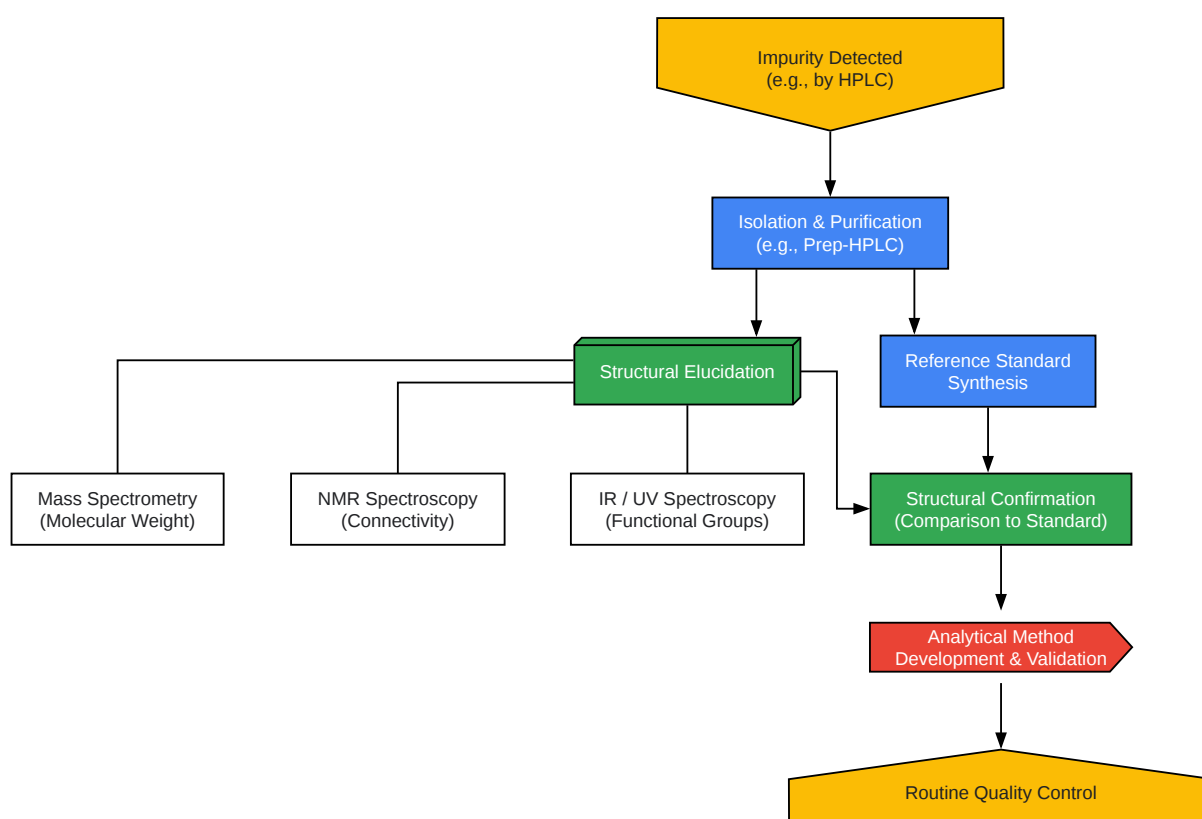 Impurity Detected
(e.g., by HPLC)
Isolation & Purification
(e.g., Prep-HPLC)
Structural Elucidation
Reference Standard
Synthesis
Mass Spectrometry
(Molecular Weight)
NMR Spectroscopy
(Connectivity)
IR / UV Spectroscopy
(Functional Groups)
Structural Confirmation
(Comparison to Standard)
Analytical Method
Development & Validation
Routine Quality Control